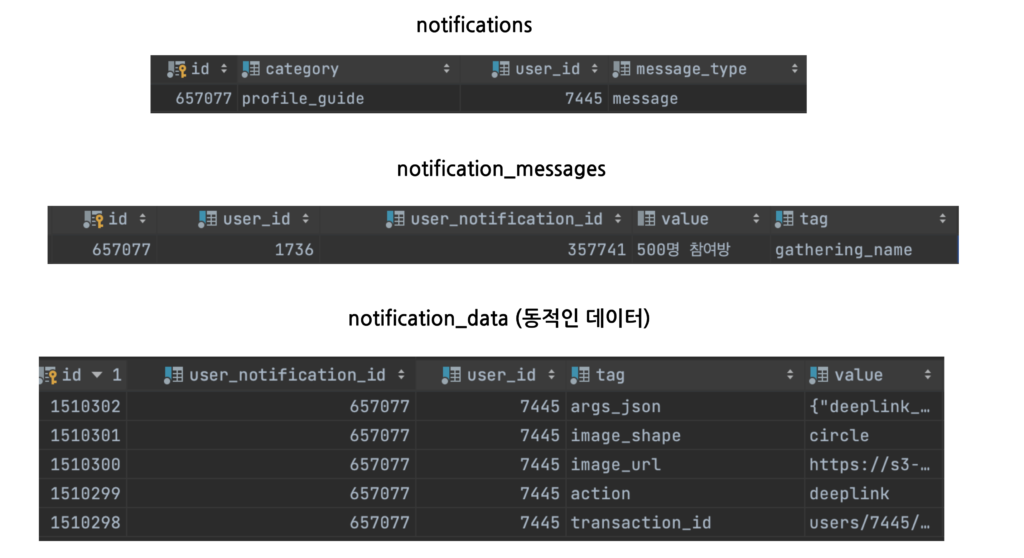 notifications
id category user_id message_type
657077 profile_guide 7445 message
notification_messages
id user_id user_notification_id value tag
657077 1736 357741 500명 참여방 gathering_name
notification_data (동적인 데이터)
id 1 user_notification_id user_id tag value
1510302 657077 7445 args_json {"deeplink_…
1510301 657077 7445 image_shape circle
1510300 657077 7445 image_url https://s3-…
1510299 657077 7445 action deeplink
1510298 657077 7445 transaction_id users/7445/…